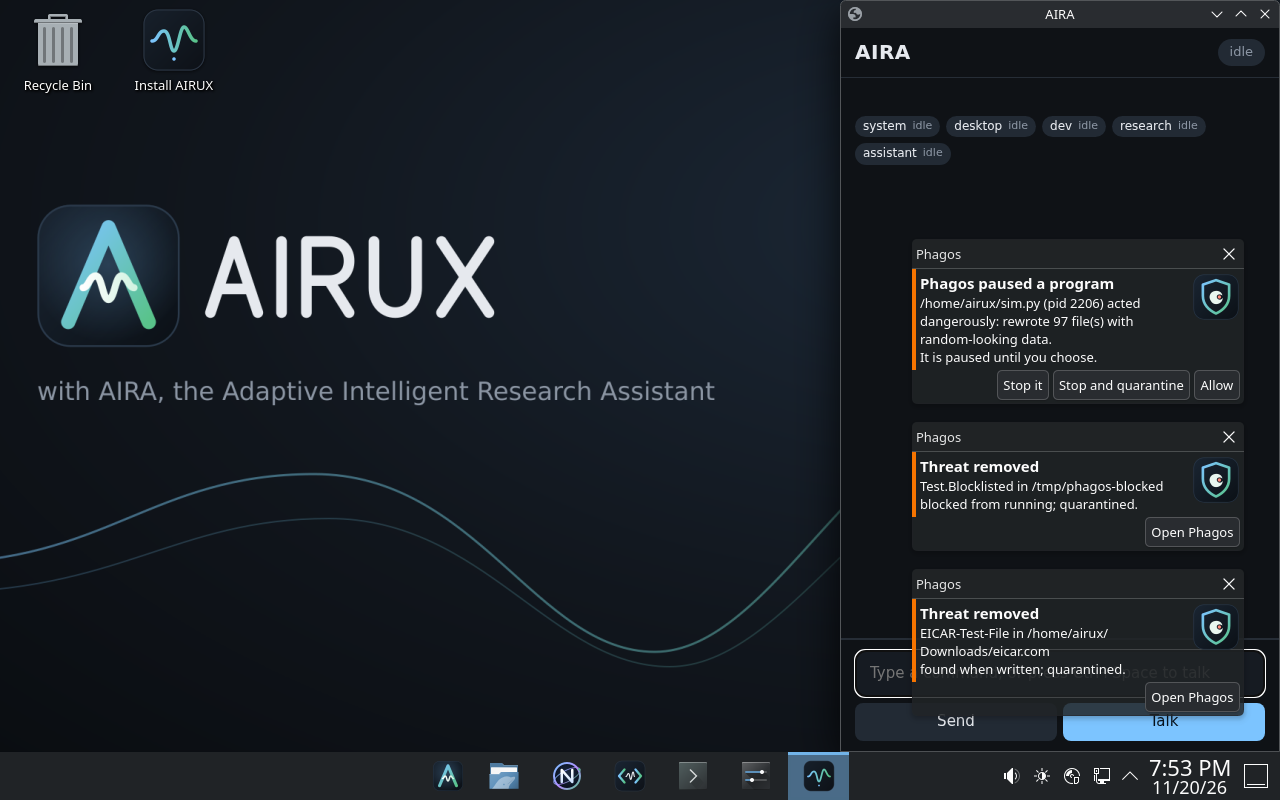 Recycle Bin
Install AIRUX
AIRUX
with AIRA, the Adaptive Intelligent Research Assistant
AIRA
AIRA
idle
system idle
desktop idle
dev idle
research idle
assistant idle
Phagos
Phagos paused a program
/home/airux/sim.py (pid 2206) acted
dangerously: rewrote 97 file(s) with
random-looking data.
It is paused until you choose.
Stop it
Stop and quarantine
Allow
Phagos
Threat removed
Test.Blocklisted in /tmp/phagos-blocked
blocked from running; quarantined.
Open Phagos
Phagos
Threat removed
EICAR-Test-File in /home/airux/
Downloads/eicar.com
found when written; quarantined.
Open Phagos
Type
to talk
Send
Talk
7:53 PM
11/20/26